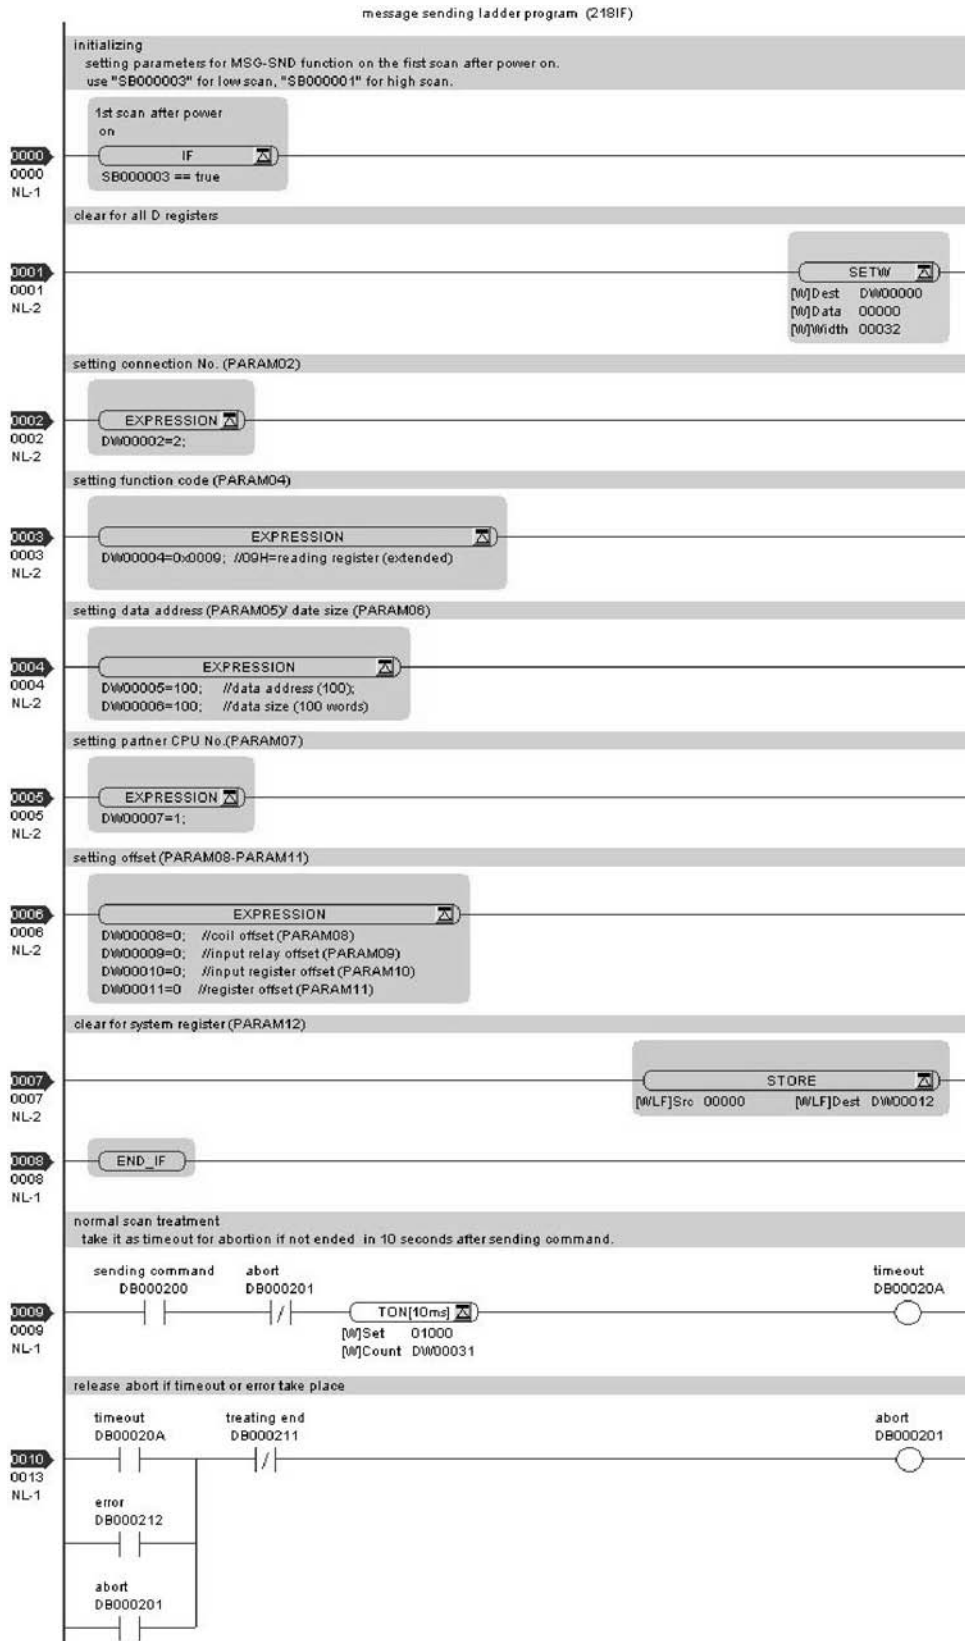 message sending ladder program (218IF)
initializing
setting parameters for MSG-SND function on the first scan after power on.
use "SB000003" for low scan, "SB000001" for high scan.
1st scan after power
on
0000
IF
0000
SB000003 == true
NL-1
clear for all D registers
0001
SETW
0001
[W]Dest DW00000
NL-2
[W]Data 00000
[W]Width 00032
setting connection No. (PARAM02)
0002
EXPRESSION
0002
DW00002=2;
NL-2
setting function code (PARAM04)
0003
EXPRESSION
0003
DW00004=0x0009; //09H=reading register (extended)
NL-2
setting data address (PARAM05)/ date size (PARAM06)
0004
EXPRESSION
0004
DW00005=100; //data address (100);
NL-2
DW00006=100; //data size (100 words)
setting partner CPU No.(PARAM07)
0005
EXPRESSION
0005
DW00007=1;
NL-2
setting offset (PARAM08-PARAM11)
0006
EXPRESSION
0006
DW00008=0; //coil offset (PARAM08)
NL-2
DW00009=0; //input relay offset (PARAM09)
DW00010=0; //input register offset (PARAM10)
DW00011=0 //register offset (PARAM11)
clear for system register (PARAM12)
0007
STORE
0007
[WLF]Src 00000 [WLF]Dest DW00012
NL-2
0008
END_IF
0008
NL-1
normal scan treatment
take it as timeout for abortion if not ended in 10 seconds after sending command.
sending command abort timeout
DB000200 DB000201 DB00020A
0009
TON[10ms]
0009
[W]Set 01000
NL-1
[W]Count DW00031
release abort if timeout or error take place
timeout treating end abort
DB00020A DB000211 DB000201
0010
0013
NL-1
error
DB000212
abort
DB000201